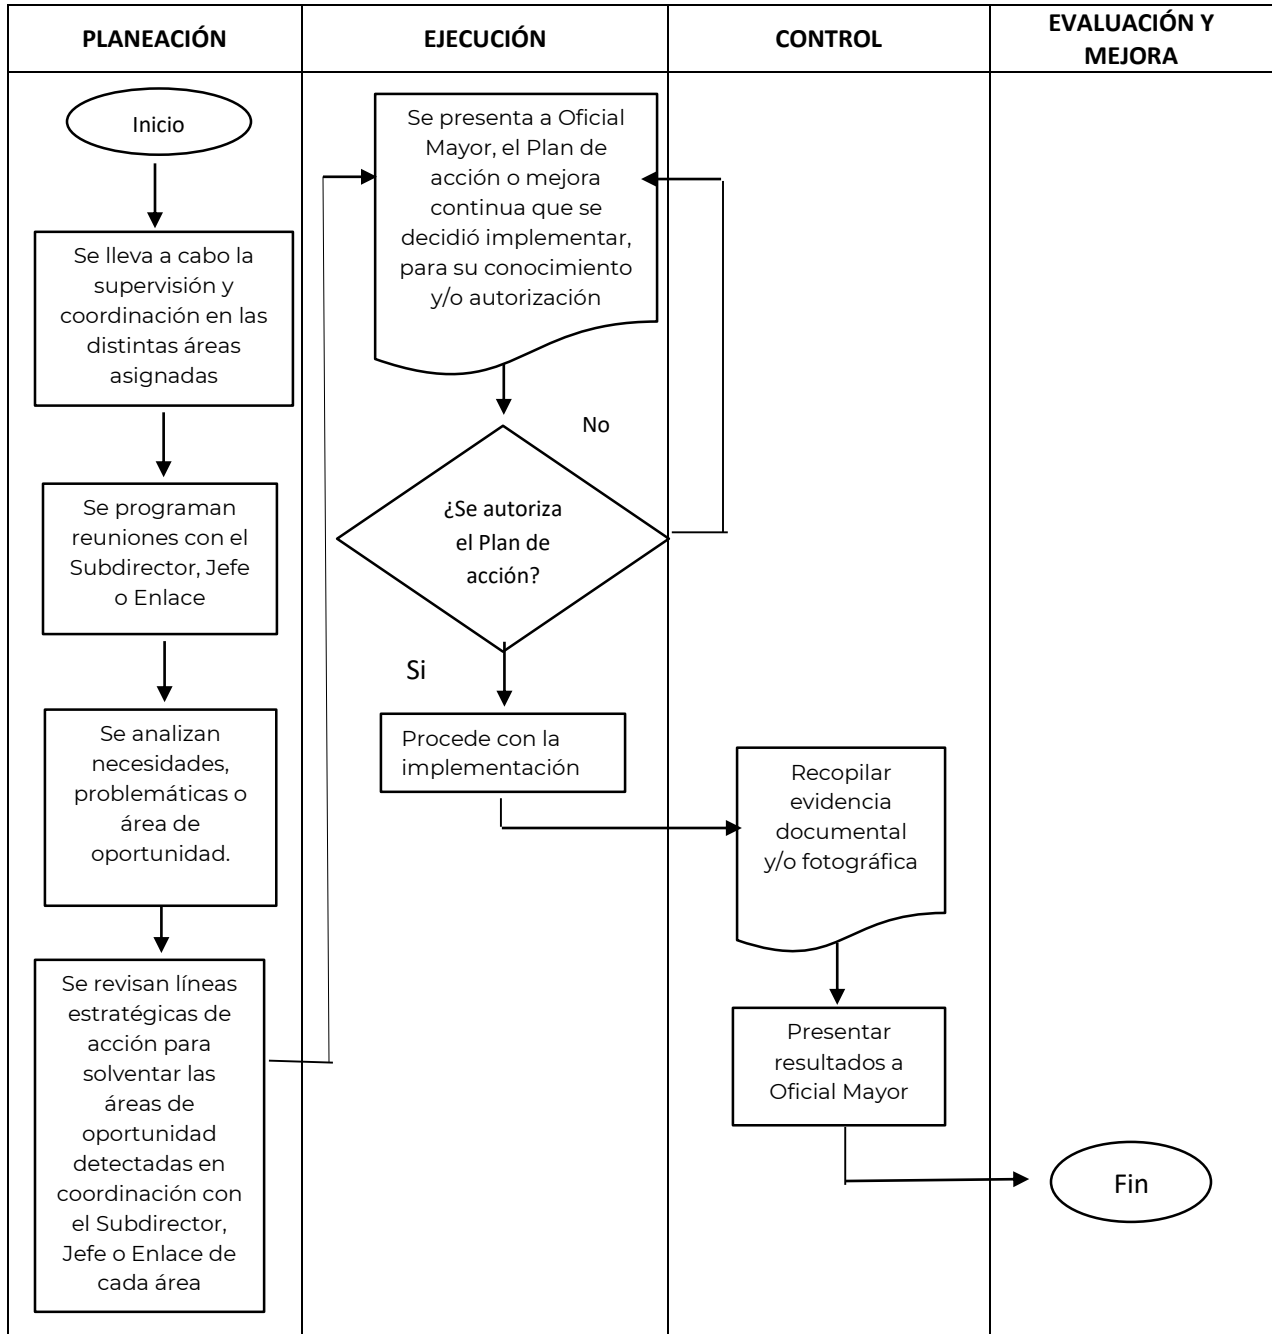 PLANEACIÓN
EJECUCIÓN
CONTROL
EVALUACIÓN Y
MEJORA
Inicio
Se lleva a cabo la
supervisión y
coordinación en las
distintas áreas
asignadas
Se programan
reuniones con el
Subdirector, Jefe
o Enlace
Se analizan
necesidades,
problemáticas o
área de
oportunidad.
Se revisan líneas
estratégicas de
acción para
solventar las
áreas de
oportunidad
detectadas en
coordinación con
el Subdirector,
Jefe o Enlace de
cada área
Se presenta a Oficial
Mayor, el Plan de
acción o mejora
continua que se
decidió implementar,
para su conocimiento
y/o autorización
No
¿Se autoriza
el Plan de
acción?
Si
Procede con la
implementación
Recopilar
evidencia
documental
y/o fotográfica
Presentar
resultados a
Oficial Mayor
Fin